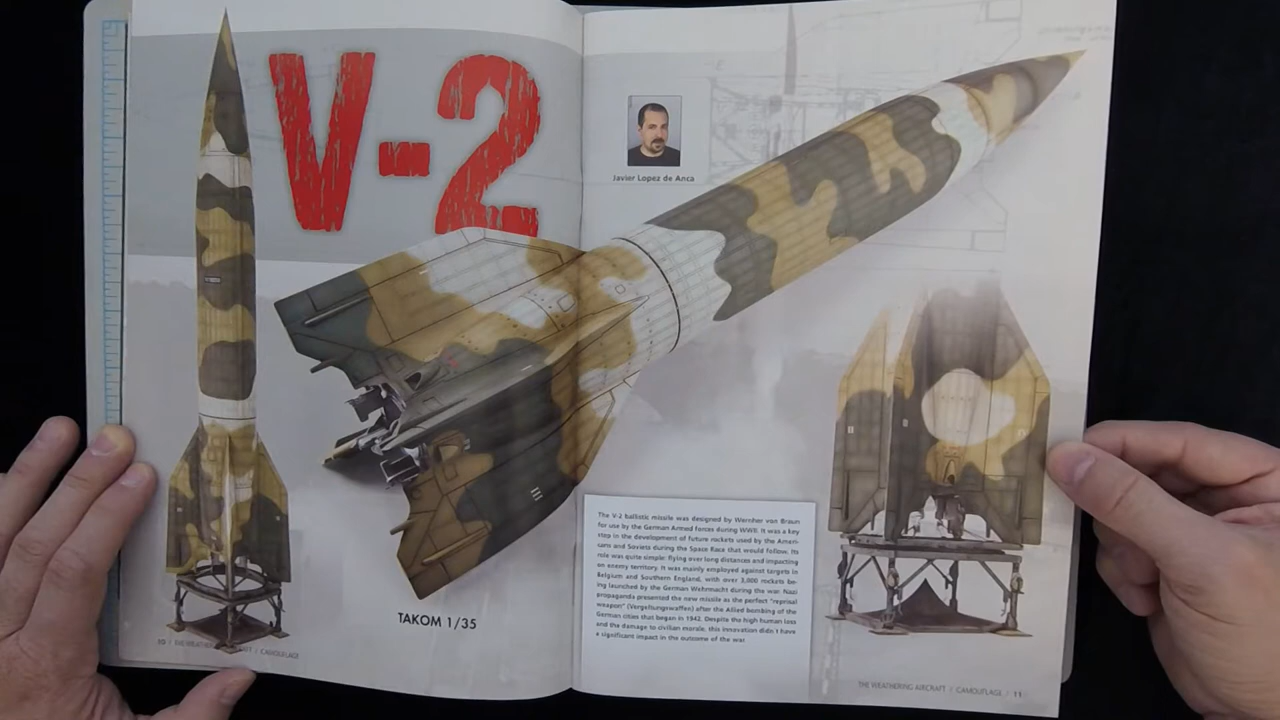 V-2
Javier Lopez de Anca
The V-2 ballistic missile was designed by Wernher von Braun
for use by the German Armed forces during WWII. It was a key
step in the development of future rockets used by the Ameri-
cans and Soviets during the Space Race that would follow. Its
role was quite simple: flying over long distances and impacting
on enemy territory. It was mainly employed against targets in
Belgium and Southern England, with over 3,000 rockets be-
ing launched by the German Wehrmacht during the war. Nazi
propaganda presented the new missile as the perfect "reprisal
weapon" (Vergeltungswaffen) after the Allied bombing of the
German cities that began in 1942. Despite the high human loss
and the damage to civilian morale, this innovation didn't have
a significant impact in the outcome of the war.
TAKOM 1/35
10 / THE WEATHERING AIRCRAFT / CAMOUFLAGE
THE WEATHERING AIRCRAFT / CAMOUFLAGE / 11